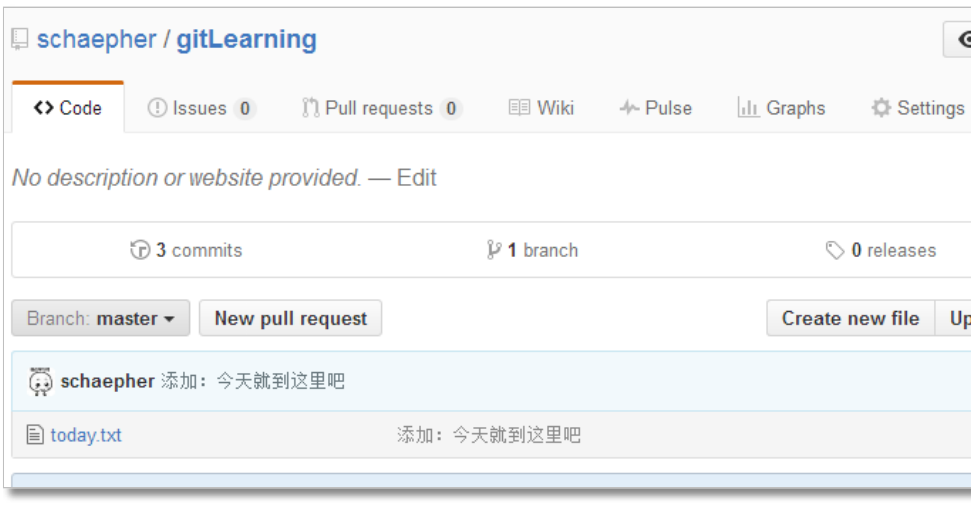 schaepher / gitLearning
Code Issues 0 Pull requests 0 Wiki Pulse Graphs Settings
No description or website provided. — Edit
3 commits 1 branch 0 releases
Branch: master New pull request Create new file
schaepher 添加：今天就到这里吧
today.txt 添加：今天就到这里吧